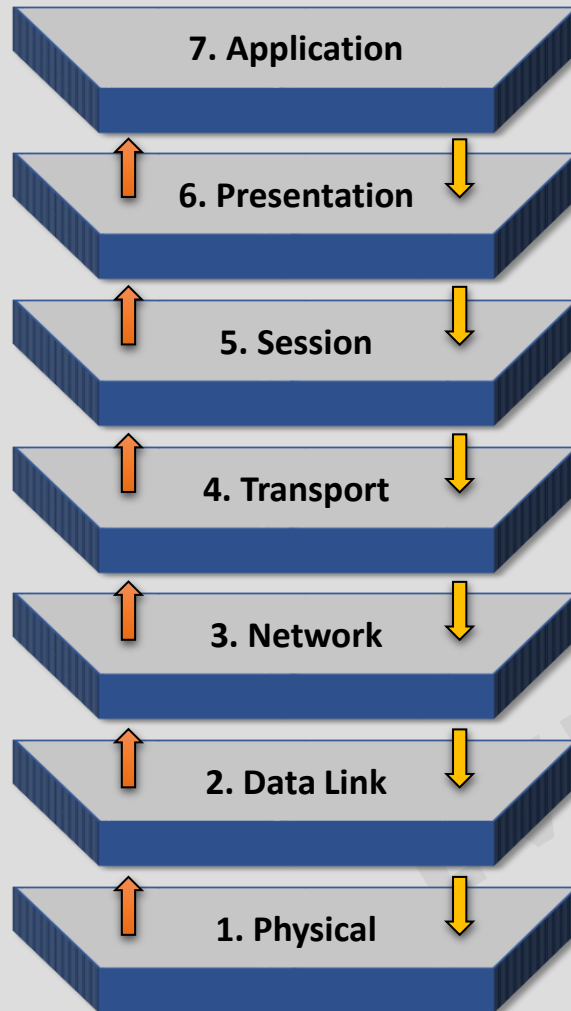 7. Application
6. Presentation
5. Session
4. Transport
3. Network
2. Data Link
1. Physical